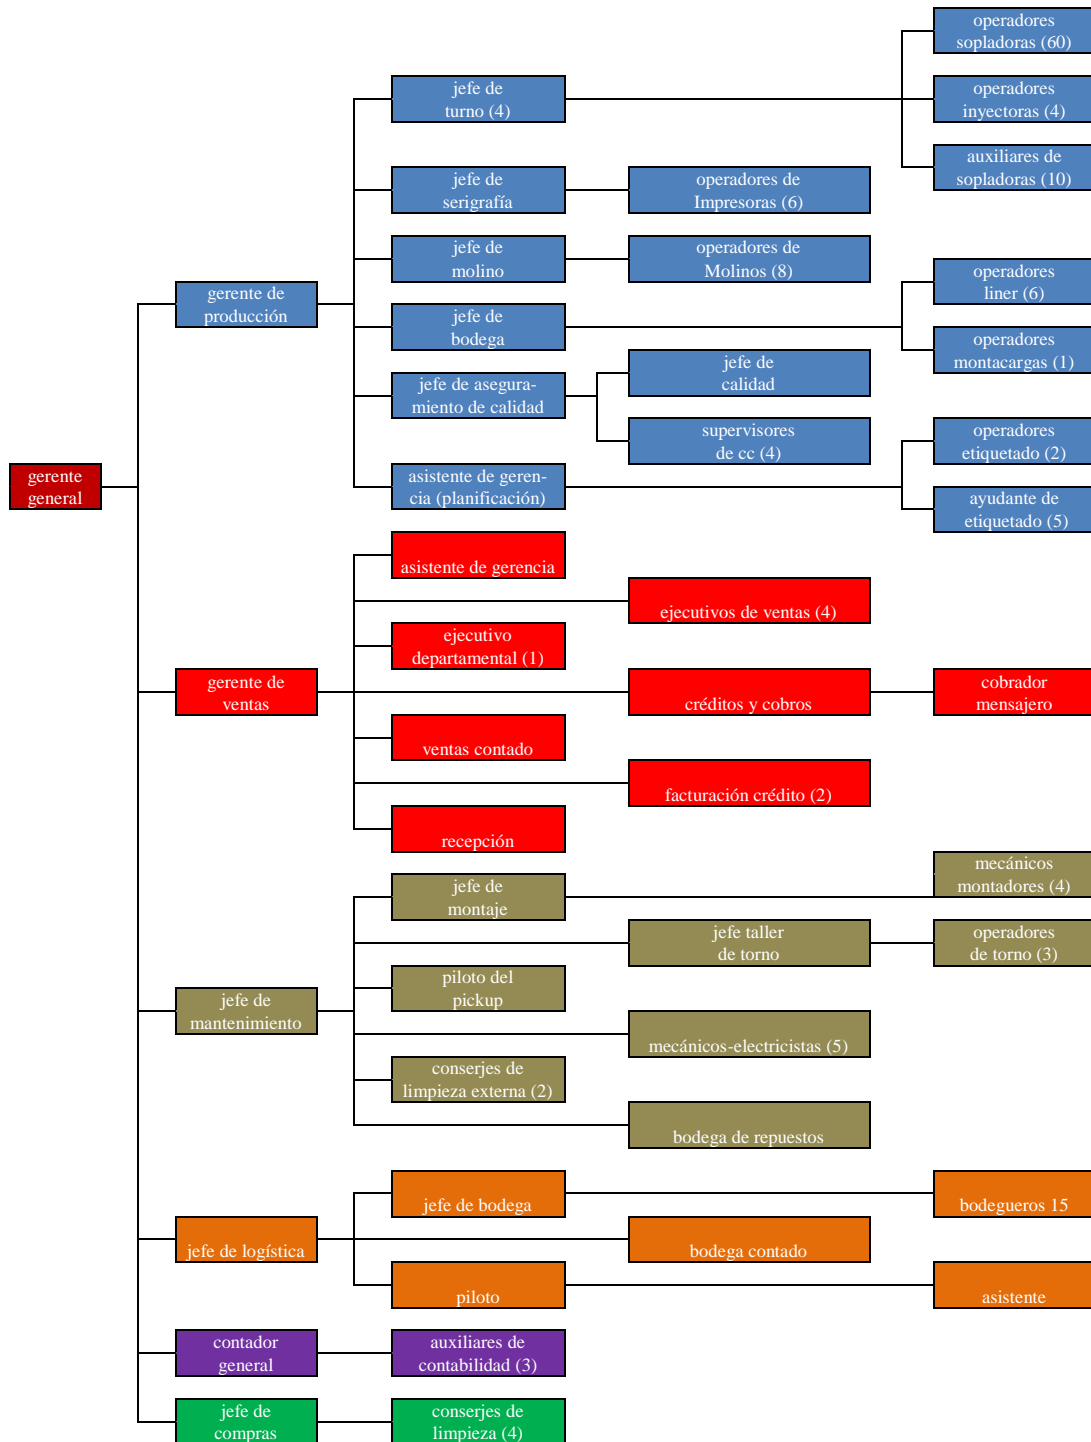 operadores
sopladoras (60)
jefe de
turno (4)
operadores
inyectoras (4)
auxiliares de
sopladoras (10)
jefe de
serigrafía
operadores de
Impresoras (6)
jefe de
molino
operadores de
Molinos (8)
operadores
liner (6)
gerente de
producción
jefe de
bodega
operadores
montacargas (1)
jefe de asegura-
miento de calidad
jefe de
calidad
supervisores
de cc (4)
operadores
etiquetado (2)
gerente
general
asistente de geren-
cia (planificación)
ayudante de
etiquetado (5)
asistente de gerencia
ejecutivos de ventas (4)
ejecutivo
departamental (1)
gerente de
ventas
créditos y cobros
cobrador
mensajero
ventas contado
facturación crédito (2)
recepción
jefe de
montaje
mecánicos
montadores (4)
jefe taller
de torno
operadores
de torno (3)
piloto del
pickup
jefe de
mantenimiento
mecánicos-electricistas (5)
conserjes de
limpieza externa (2)
bodega de repuestos
jefe de bodega
bodegueros 15
jefe de logística
bodega contado
piloto
asistente
contador
general
auxiliares de
contabilidad (3)
jefe de
compras
conserjes de
limpieza (4)